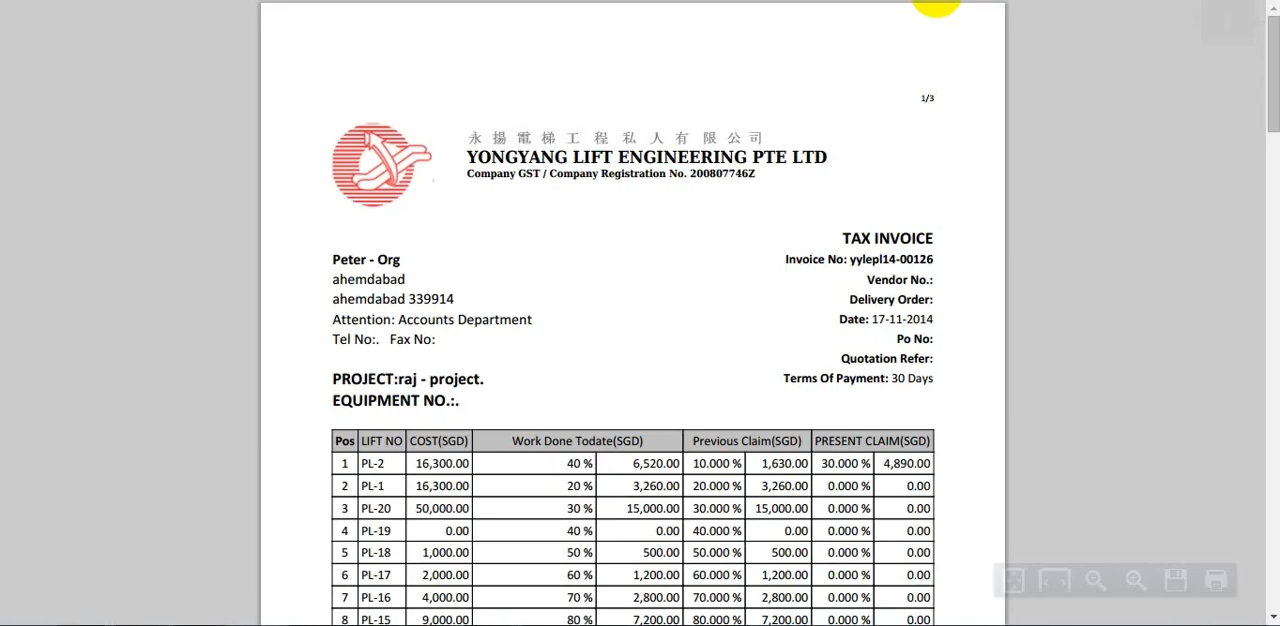 1/3
永揚電梯工程私人有限公司
YONGYANG LIFT ENGINEERING PTE LTD
Company GST / Company Registration No. 200807746Z
TAX INVOICE
Peter - Org
Invoice No: yylepl14-00126
ahemdabad
Vendor No.:
ahemdabad 339914
Delivery Order:
Attention: Accounts Department
Date: 17-11-2014
Tel No:. Fax No:
Po No:
Quotation Refer:
PROJECT:raj - project.
Terms Of Payment: 30 Days
EQUIPMENT NO.:.
Pos LIFT NO COST(SGD) Work Done Todate(SGD) Previous Claim(SGD) PRESENT CLAIM(SGD)
1 PL-2 16,300.00 40 % 6,520.00 10.000 % 1,630.00 30.000 % 4,890.00
2 PL-1 16,300.00 20 % 3,260.00 20.000 % 3,260.00 0.000 % 0.00
3 PL-20 50,000.00 30 % 15,000.00 30.000 % 15,000.00 0.000 % 0.00
4 PL-19 0.00 40 % 0.00 40.000 % 0.00 0.000 % 0.00
5 PL-18 1,000.00 50 % 500.00 50.000 % 500.00 0.000 % 0.00
6 PL-17 2,000.00 60 % 1,200.00 60.000 % 1,200.00 0.000 % 0.00
7 PL-16 4,000.00 70 % 2,800.00 70.000 % 2,800.00 0.000 % 0.00
8 PL-15 9,000.00 80 % 7,200.00 80.000 % 7,200.00 0.000 % 0.00